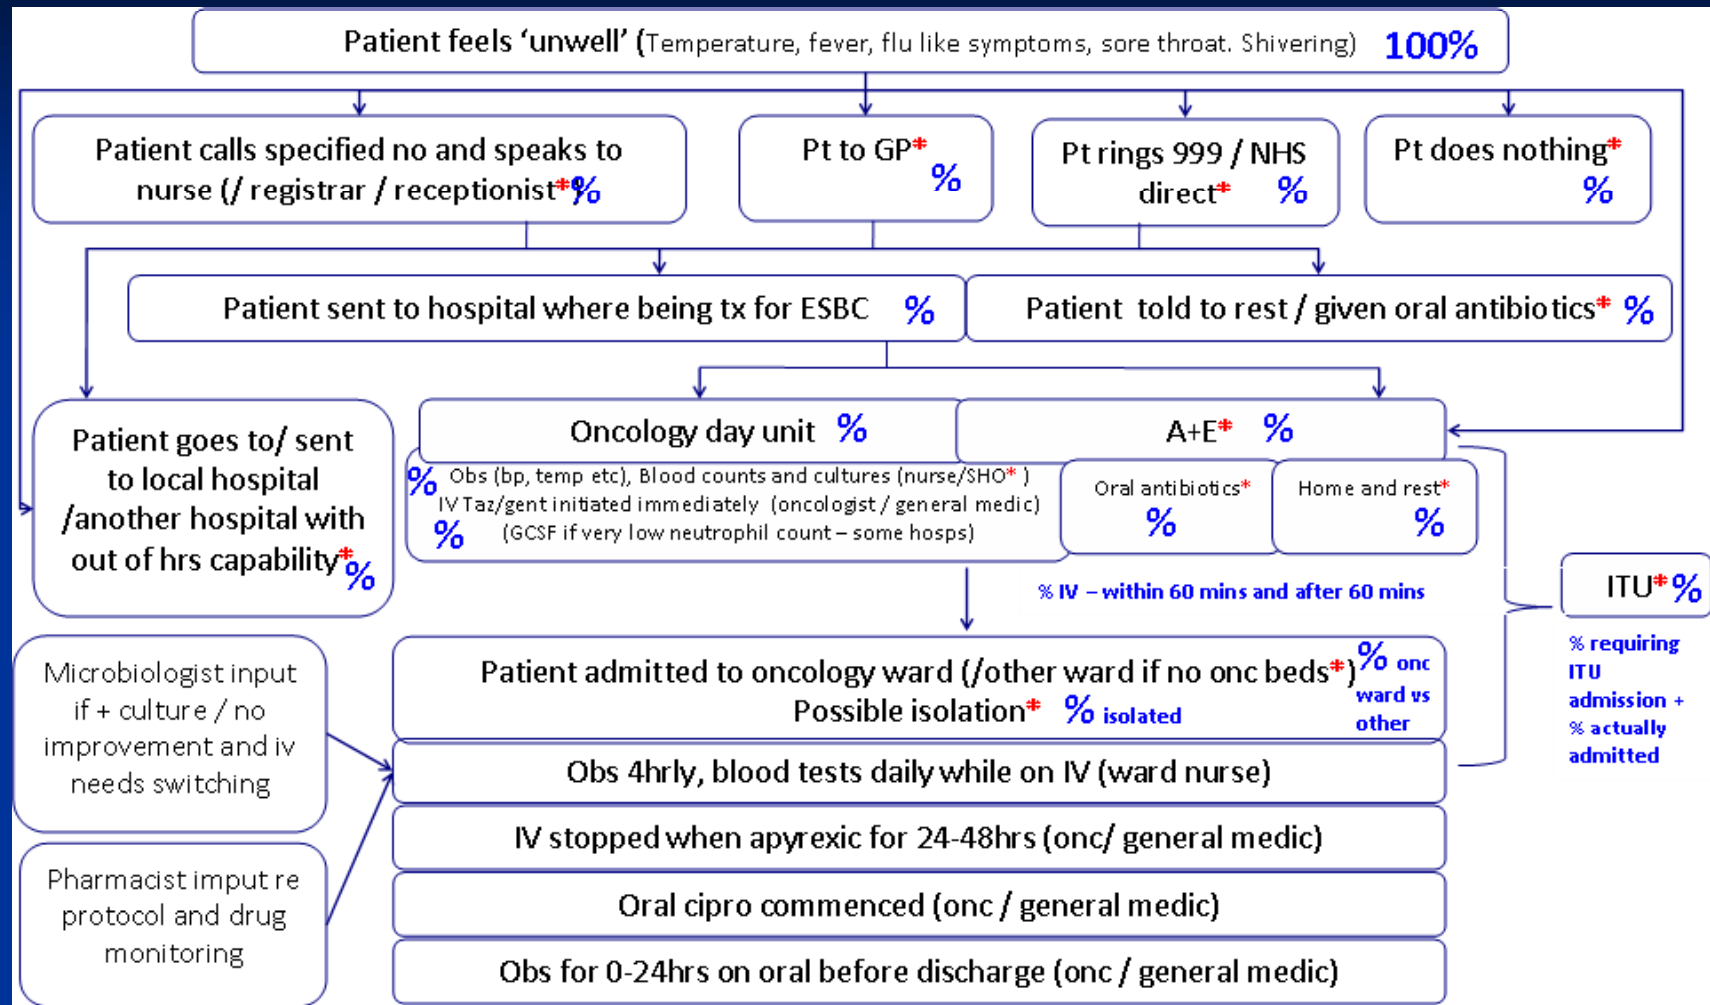 Patient feels ‘unwell’ (Temperature, fever, flu like symptoms, sore throat. Shivering) 100%
Patient calls specified no and speaks to
nurse (/ registrar / receptionist*) %
Pt to GP*
%
Pt rings 999 / NHS
direct* %
Pt does nothing*
%
Patient sent to hospital where being tx for ESBC %
Patient told to rest / given oral antibiotics* %
Patient goes to/ sent
to local hospital
/another hospital with
out of hrs capability* %
Oncology day unit %
A+E* %
% Obs (bp, temp etc), Blood counts and cultures (nurse/SHO* )
IV Taz/gent initiated immediately (oncologist / general medic)
% (GCSF if very low neutrophil count – some hosps)
Oral antibiotics*
%
Home and rest*
%
% IV – within 60 mins and after 60 mins
ITU* %
% requiring
ITU
admission +
% actually
admitted
Microbiologist input
if + culture / no
improvement and iv
needs switching
Pharmacist imput re
protocol and drug
monitoring
Patient admitted to oncology ward (/other ward if no onc beds*)
Possible isolation* % isolated
% onc
ward vs
other
Obs 4hrly, blood tests daily while on IV (ward nurse)
IV stopped when apyrexic for 24-48hrs (onc/ general medic)
Oral cipro commenced (onc / general medic)
Obs for 0-24hrs on oral before discharge (onc / general medic)